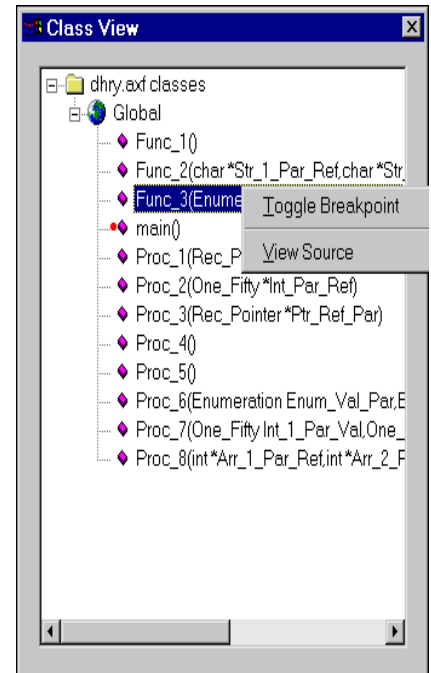 Class View
dhry.axf classes
Global
Func_1()
Func_2(char *Str_1_Par_Ref,char *Str_
Func_3(Enume
Toggle Breakpoint
main()
Proc_1(Rec_P
View Source
Proc_2(One_Fifty *Int_Par_Ref)
Proc_3(Rec_Pointer *Ptr_Ref_Par)
Proc_4()
Proc_5()
Proc_6(Enumeration Enum_Val_Par,E
Proc_7(One_Fifty Int_1_Par_Val,One_
Proc_8(int *Arr_1_Par_Ref,int *Arr_2_P